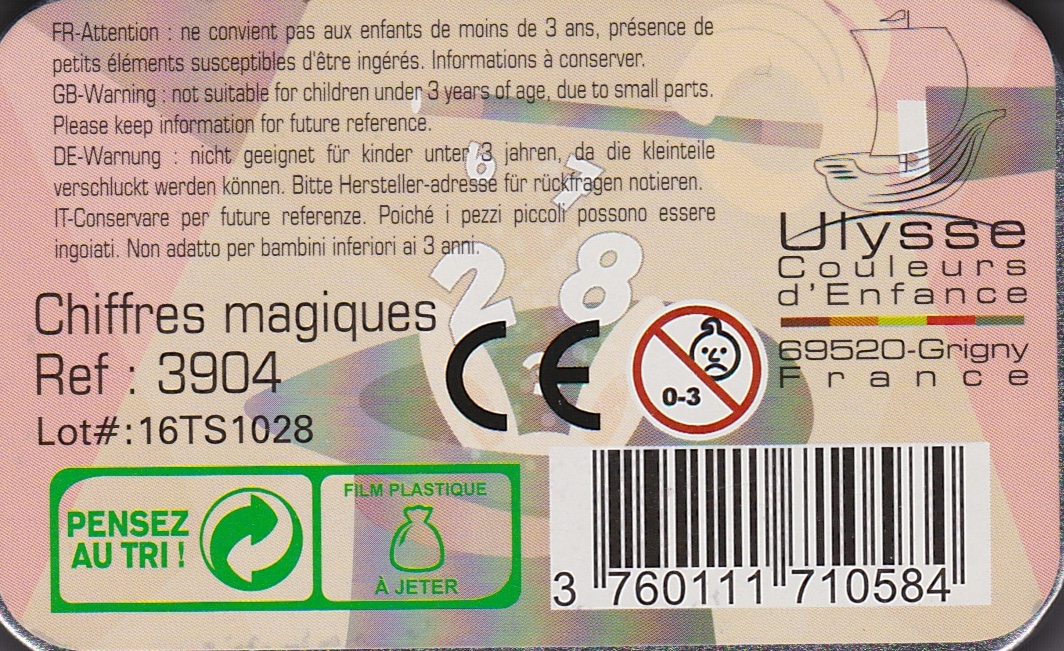 FR-Attention : ne convient pas aux enfants de moins de 3 ans, présence de
petits éléments susceptibles d'être ingérés. Informations à conserver.
GB-Warning : not suitable for children under 3 years of age, due to small parts.
Please keep information for future reference.
DE-Warnung : nicht geeignet für kinder unter 3 jahren, da die kleinteile
verschluckt werden können. Bitte Hersteller-adresse für rückfragen notieren.
IT-Conservare per future referenze. Poiché i pezzi piccoli possono essere
ingoiati. Non adatto per bambini inferiori ai 3 anni.
6 7
2 8
3
Chiffres magiques
Ref : 3904
Lot#:16TS1028
CE
0-3
Ulysse
Couleurs
d'Enfance
69520-Grigny
France
PENSEZ
AU TRI !
FILM PLASTIQUE
À JETER
3 760111 710584